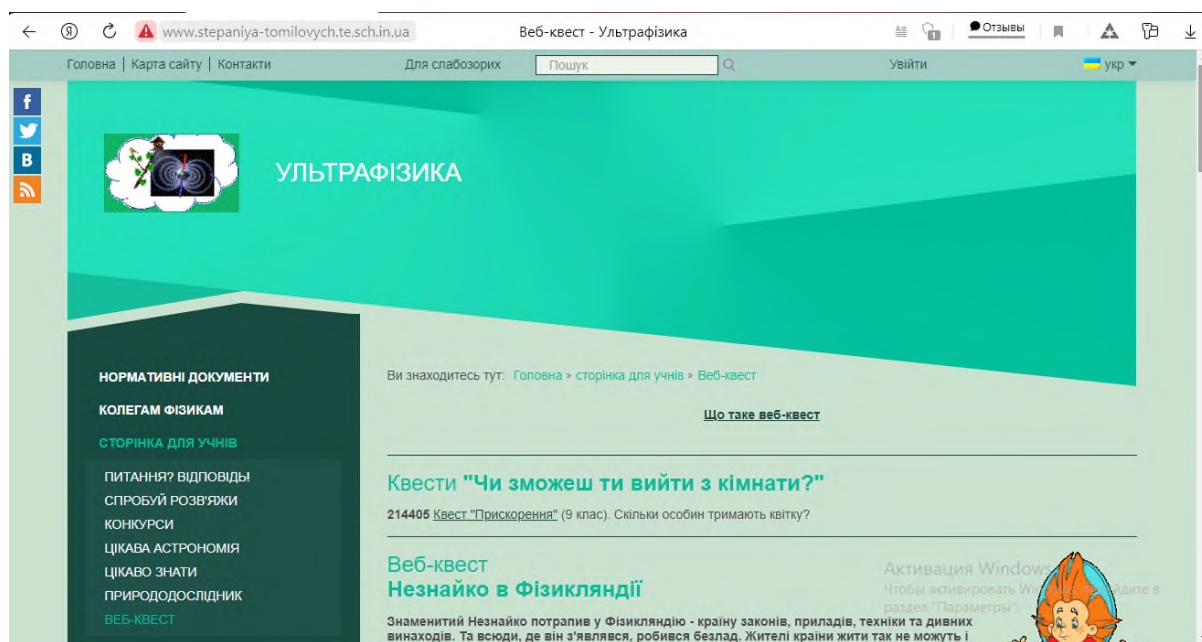 www.stepaniya-tomilovych.te.sch.in.ua Веб-квест - Ультрафізика Отзывы
Головна | Карта сайту | Контакти Для слабозорих Пошук Увійти укр
УЛЬТРАФІЗИКА
НОРМАТИВНІ ДОКУМЕНТИ
КОЛЕГАМ ФІЗИКАМ
СТОРІНКА ДЛЯ УЧНІВ
ПИТАННЯ? ВІДПОВІДЬ!
СПРОБУЙ РОЗВ'ЯЖИ
КОНКУРСИ
ЦІКАВА АСТРОНОМІЯ
ЦІКАВО ЗНАТИ
ПРИРОДОДОСЛІДНИК
ВЕБ-КВЕСТ
Ви знаходитесь тут: Головна » сторінка для учнів » Веб-квест
Що таке веб-квест
Квести "Чи зможеш ти вийти з кімнати?"
214405 Квест "Прискорення" (9 клас). Скільки особин тримають квітку?
Веб-квест
Незнайко в Фізикляндії
Знаменитий Незнайко потрапив у Фізикляндію - країну законів, приладів, техніки та дивних
винаходів. Та всюди, де він з'являвся, робився безлад. Жителі країни жити так не можуть і
Активация Windows
Чтобы активировать
раздел "Параметры".